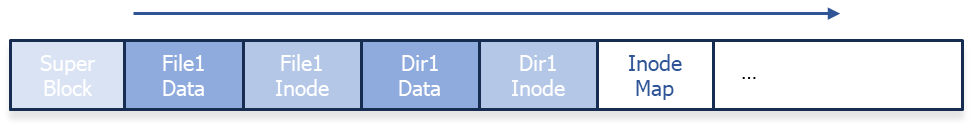 Super
Block
File1
Data
File1
Inode
Dir1
Data
Dir1
Inode
Inode
Map
...